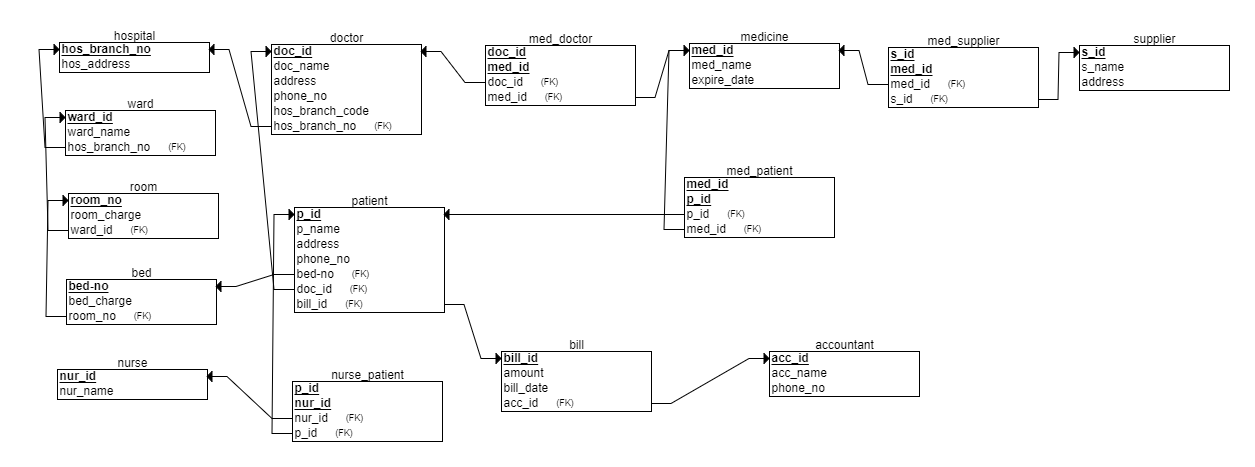 hospital
hos_branch_no
hos_address
ward
ward_id
ward_name
hos_branch_no (FK)
room
room_no
room_charge
ward_id (FK)
bed
bed-no
bed_charge
room_no (FK)
nurse
nur_id
nur_name
doctor
doc_id
doc_name
address
phone_no
hos_branch_code
hos_branch_no (FK)
patient
p_id
p_name
address
phone_no
bed-no (FK)
doc_id (FK)
bill_id (FK)
nurse_patient
p_id
nur_id
nur_id (FK)
p_id (FK)
med_doctor
doc_id
med_id
doc_id (FK)
med_id (FK)
bill
bill_id
amount
bill_date
acc_id (FK)
medicine
med_id
med_name
expire_date
med_patient
med_id
p_id
p_id (FK)
med_id (FK)
accountant
acc_id
acc_name
phone_no
med_supplier
s_id
med_id
med_id (FK)
s_id (FK)
supplier
s_id
s_name
address